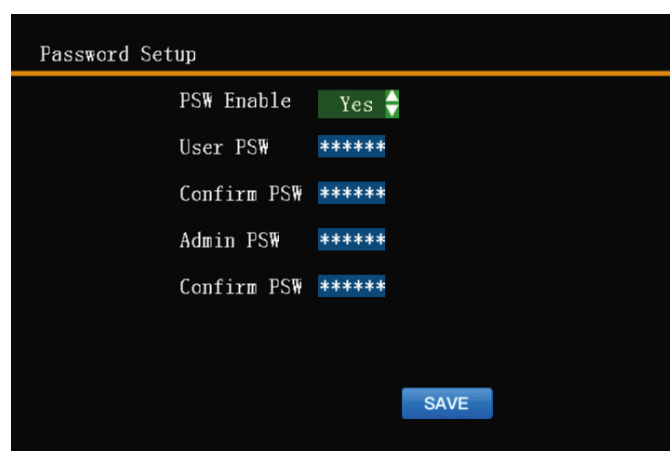 Password Setup
PSW Enable Yes
User PSW ******
Confirm PSW ******
Admin PSW ******
Confirm PSW ******
SAVE